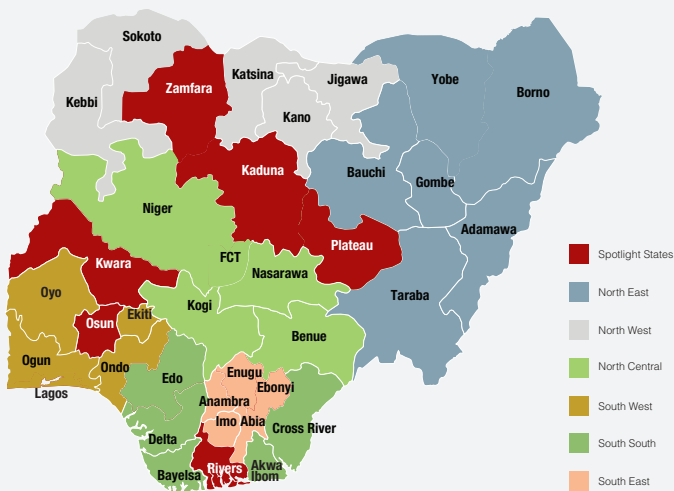 Sokoto
Zamfara
Katsina
Jigawa
Yobe
Borno
Kebbi
Kano
Kaduna
Bauchi
Gombe
Niger
Plateau
Adamawa
FCT
Nasarawa
Kwara
Taraba
Oyo
Kogi
Osun
Ekiti
Benue
Ogun
Ondo
Edo
Enugu
Ebonyi
Lagos
Anambra
Imo
Abia
Cross River
Delta
Rivers
Akwa
Ibom
Bayelsa
Spotlight States
North East
North West
North Central
South West
South South
South East